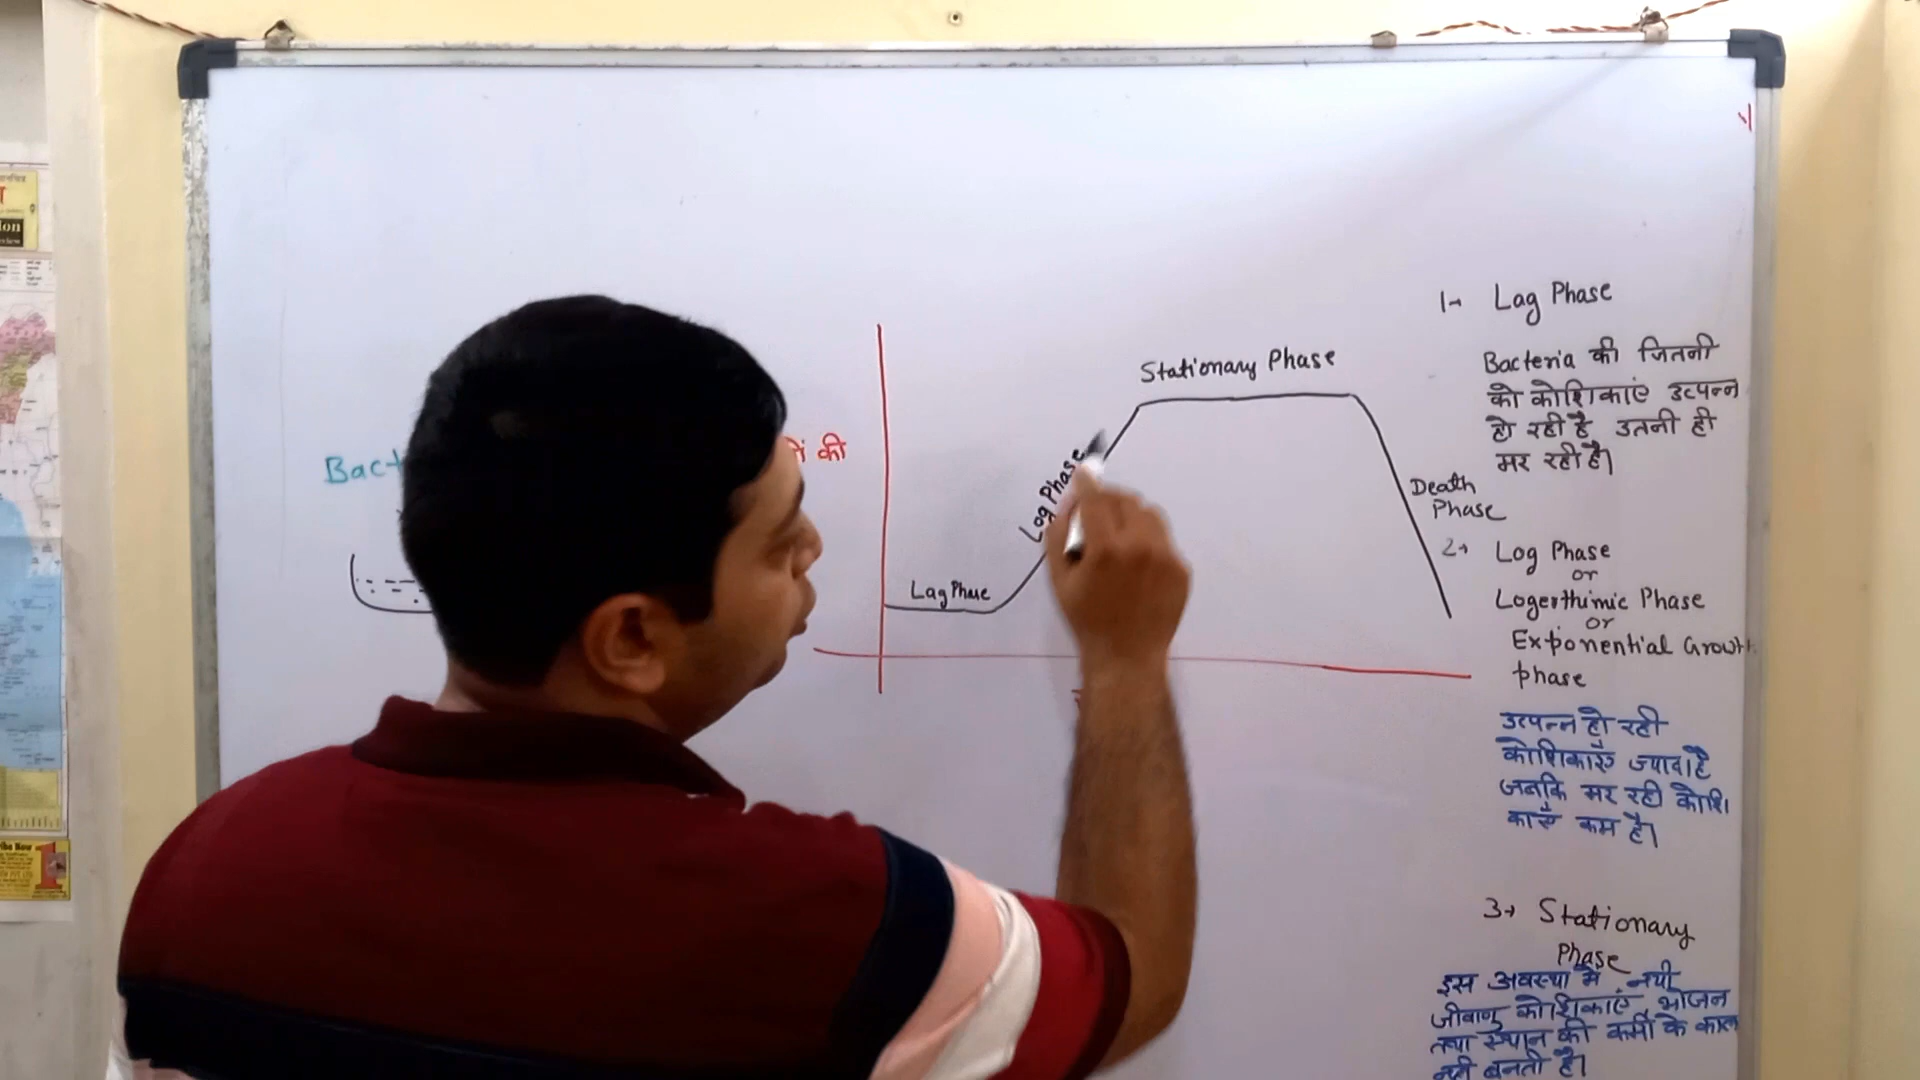 Bact
की
Stationary Phase
Log Phase
Lag Phase
Death
Phase
1→ Lag Phase
Bacteria की जितनी
को कोशिकाएं उत्पन्न
हो रही है उतनी ही
मर रही है।
2→ Log Phase
or
Logerthimic Phase
or
Exponential Growth
phase
उत्पन्न हो रही
कोशिकाएँ ज्यादा है
जबकि मर रही कोशि
काएँ कम है।
3→ Stationary
Phase
इस अवस्था में नयी
जीवाणु कोशिकाएं, भोजन
तथा स्थान की कमी के कारण
नहीं बनती है।